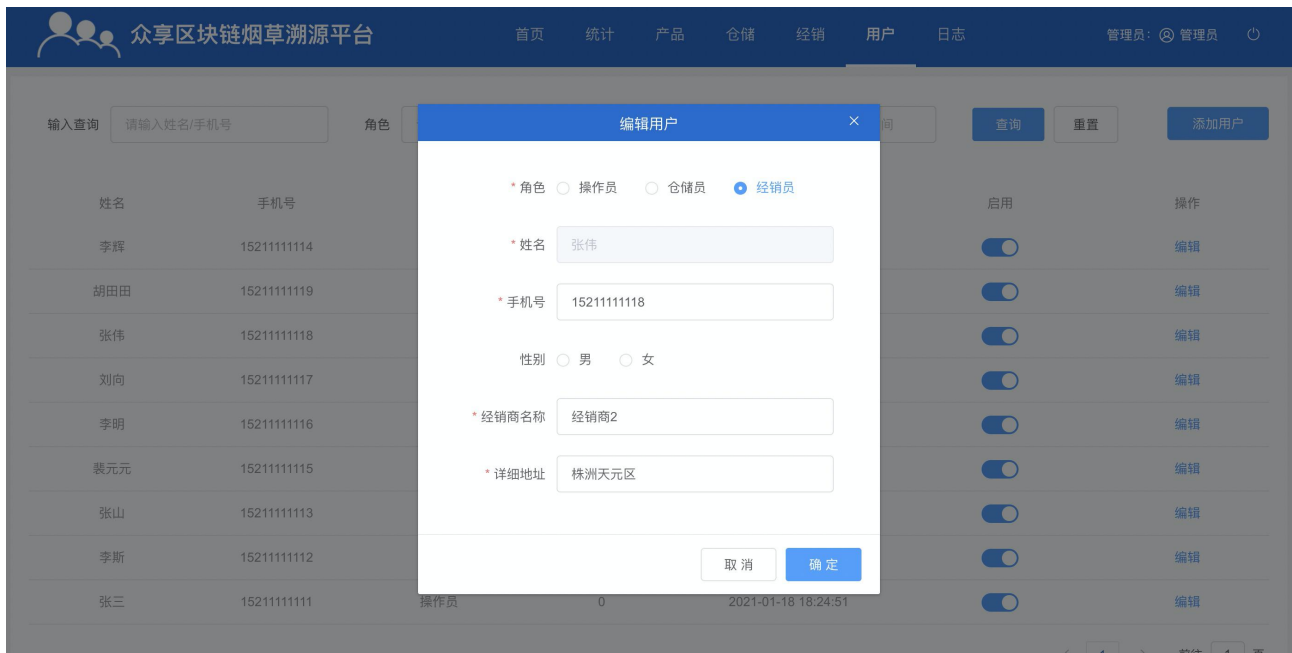 众享区块链烟草溯源平台 首页 统计 产品 仓储 经销 用户 日志 管理员: 管理员
输入查询 请输入姓名/手机号 角色 间 查询 重置 添加用户
编辑用户
* 角色 操作员 仓储员 经销员
* 姓名 张伟
* 手机号 15211111118
性别 男 女
* 经销商名称 经销商2
* 详细地址 株洲天元区
取消 确定
姓名 手机号 启用 操作
李辉 15211111114 编辑
胡田田 15211111119 编辑
张伟 15211111118 编辑
刘向 15211111117 编辑
李明 15211111116 编辑
裴元元 15211111115 编辑
张山 15211111113 编辑
李斯 15211111112 编辑
张三 15211111111 操作员 0 2021-01-18 18:24:51 编辑
1 前往 1 页